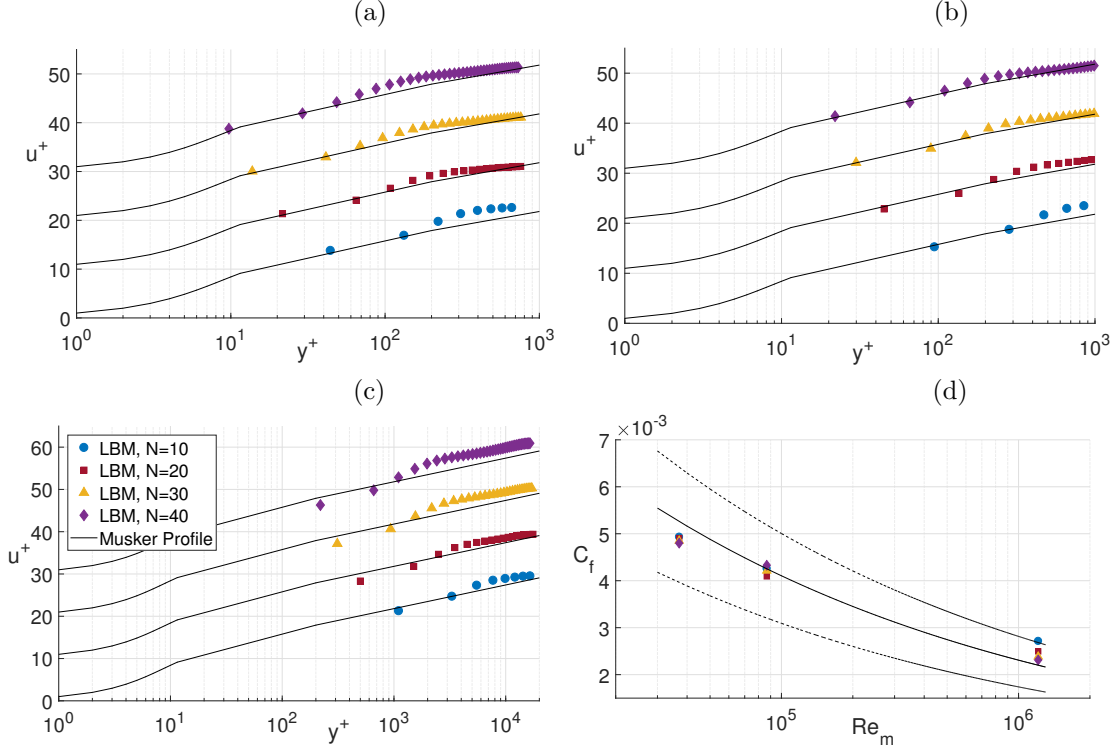 (a)
(b)
50
40
30
20
10
0
u+
10^0
10^1
10^2
10^3
y+
50
40
30
20
10
0
u+
10^0
10^1
10^2
10^3
y+
(c)
(d)
60
50
40
30
20
10
0
u+
LBM, N=10
LBM, N=20
LBM, N=30
LBM, N=40
Musker Profile
10^0
10^1
10^2
10^3
10^4
y+
×10^-3
7
6
5
4
3
2
C_f
10^5
10^6
Re_m